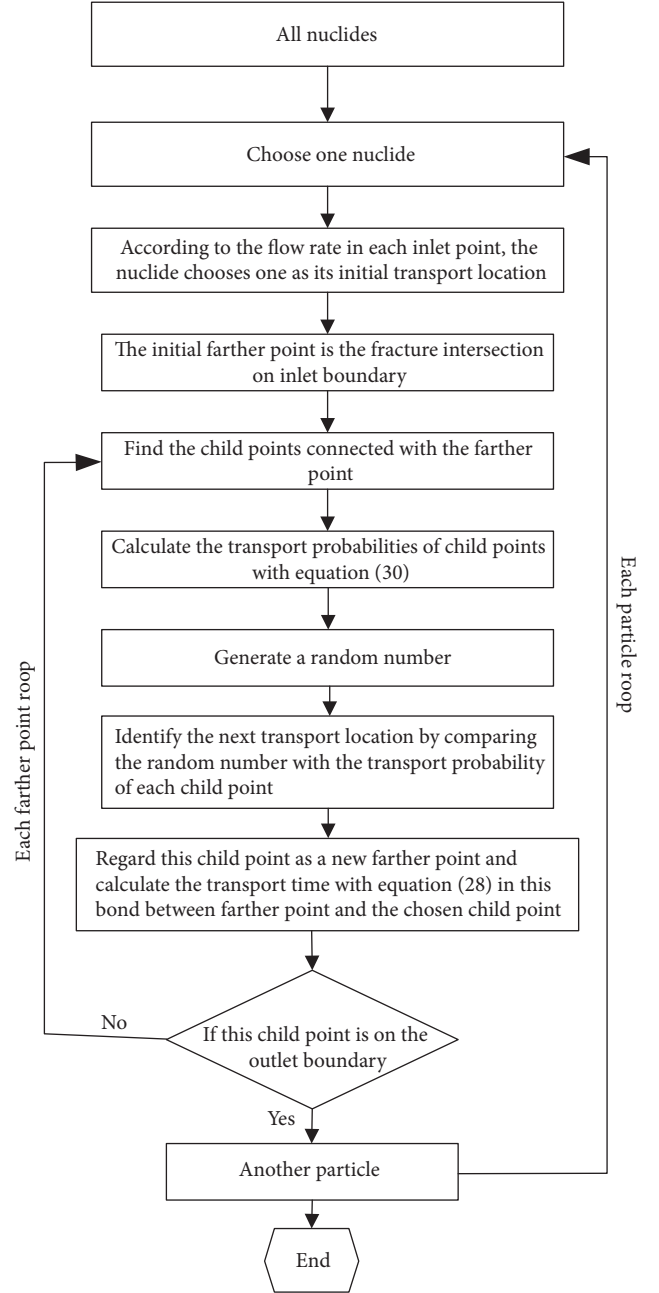 All nuclides
Choose one nuclide
According to the flow rate in each inlet point, the
nuclide chooses one as its initial transport location
The initial farther point is the fracture intersection
on inlet boundary
Find the child points connected with the farther
point
Calculate the transport probabilities of child points
with equation (30)
Generate a random number
Identify the next transport location by comparing
the random number with the transport probability
of each child point
Regard this child point as a new farther point and
calculate the transport time with equation (28) in this
bond between farther point and the chosen child point
If this child point is on the
outlet boundary
No
Yes
Another particle
End
Each farther point roop
Each particle roop